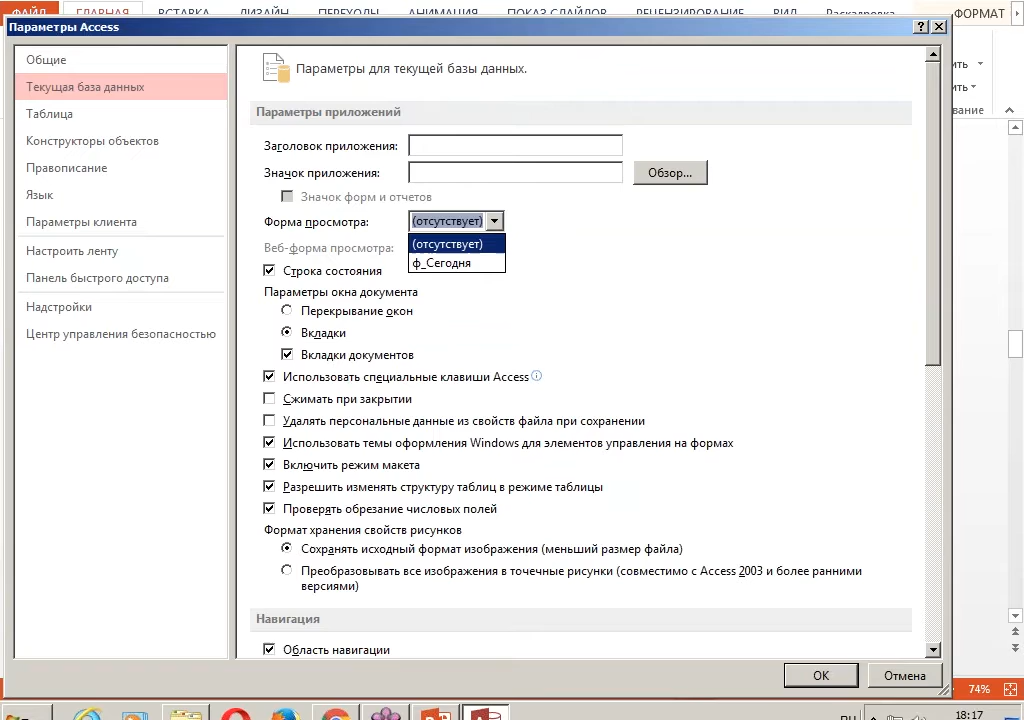 ФАЙЛ ГЛАВНАЯ ВСТАВКА ДИЗАЙН ПЕРЕХОДЫ АНИМАЦИЯ ПОКАЗ СЛАЙДОВ РЕЦЕНЗИРОВАНИЕ ВИД Раскадровка ФОРМАТ
Параметры Access
Общие
Текущая база данных
Таблица
Конструкторы объектов
Правописание
Язык
Параметры клиента
Настроить ленту
Панель быстрого доступа
Надстройки
Центр управления безопасностью
Параметры для текущей базы данных.
Параметры приложений
Заголовок приложения:
Значок приложения: Обзор...
Значок форм и отчетов
Форма просмотра: (отсутствует)
(отсутствует)
Веб-форма просмотра:
ф_Сегодня
Строка состояния
Параметры окна документа
Перекрывание окон
Вкладки
Вкладки документов
Использовать специальные клавиши Access
Сжимать при закрытии
Удалять персональные данные из свойств файла при сохранении
Использовать темы оформления Windows для элементов управления на формах
Включить режим макета
Разрешить изменять структуру таблиц в режиме таблицы
Проверять обрезание числовых полей
Формат хранения свойств рисунков
Сохранять исходный формат изображения (меньший размер файла)
Преобразовывать все изображения в точечные рисунки (совместимо с Access 2003 и более ранними
версиями)
Навигация
Область навигации
OK Отмена
74%
18:17